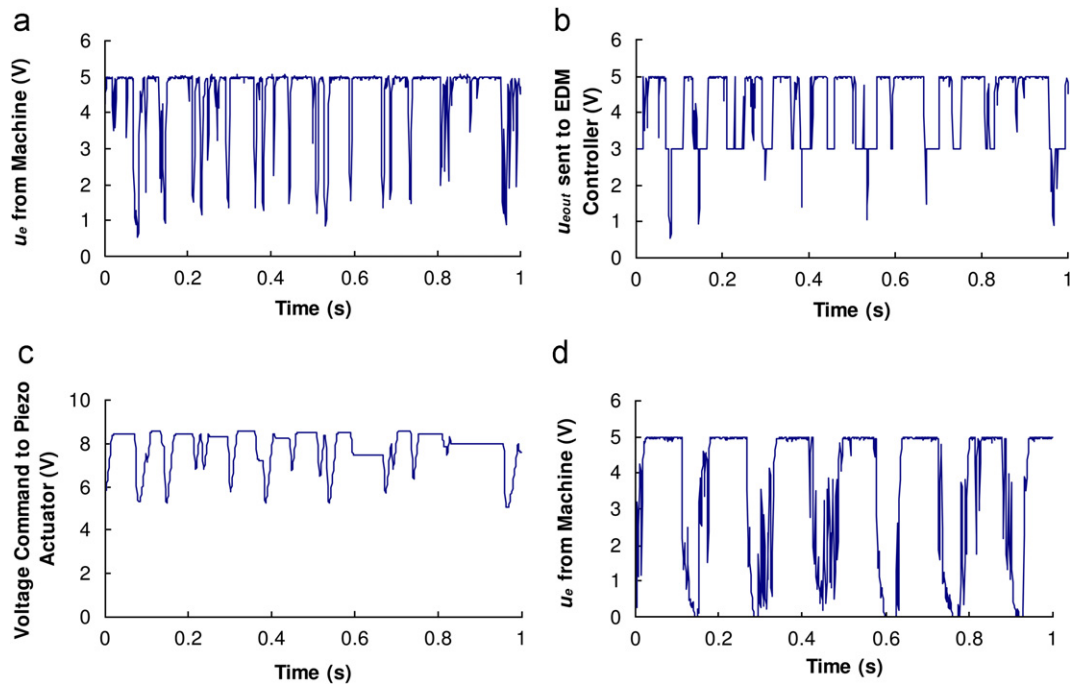 a
6
5
4
3
2
1
0
u_e from Machine (V)
0 0.2 0.4 0.6 0.8 1
Time (s)
b
6
5
4
3
2
1
0
u_eout sent to EDM
Controller (V)
0 0.2 0.4 0.6 0.8 1
Time (s)
c
10
8
6
4
2
0
Voltage Command to Piezo
Actuator (V)
0 0.2 0.4 0.6 0.8 1
Time (s)
d
6
5
4
3
2
1
0
u_e from Machine (V)
0 0.2 0.4 0.6 0.8 1
Time (s)